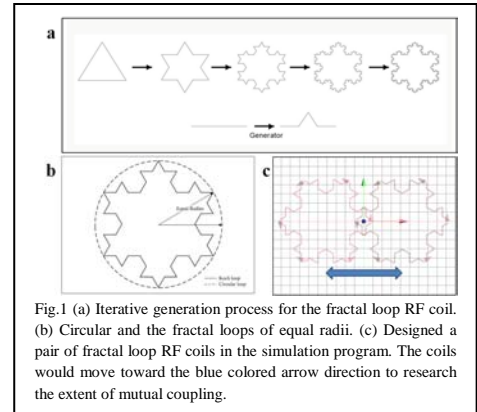 a
Generator
b
c
Equal Radius
Koch loop
Circular loop
Fig.1 (a) Iterative generation process for the fractal loop RF coil.
(b) Circular and the fractal loops of equal radii. (c) Designed a
pair of fractal loop RF coils in the simulation program. The coils
would move toward the blue colored arrow direction to research
the extent of mutual coupling.